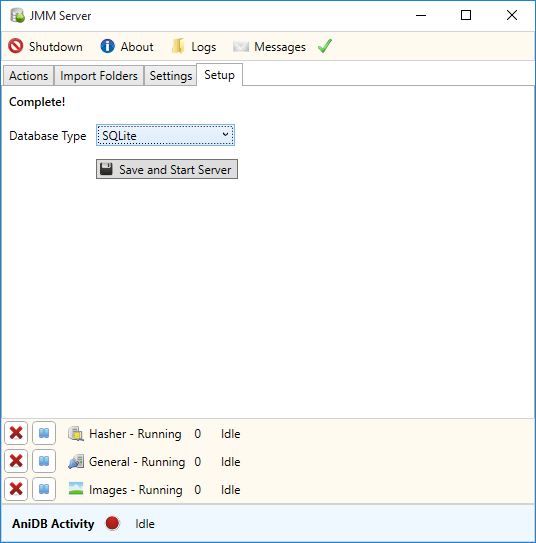 JMM Server
Shutdown About Logs Messages
Actions Import Folders Settings Setup
Complete!
Database Type SQLite
Save and Start Server
Hasher - Running 0 Idle
General - Running 0 Idle
Images - Running 0 Idle
AniDB Activity Idle